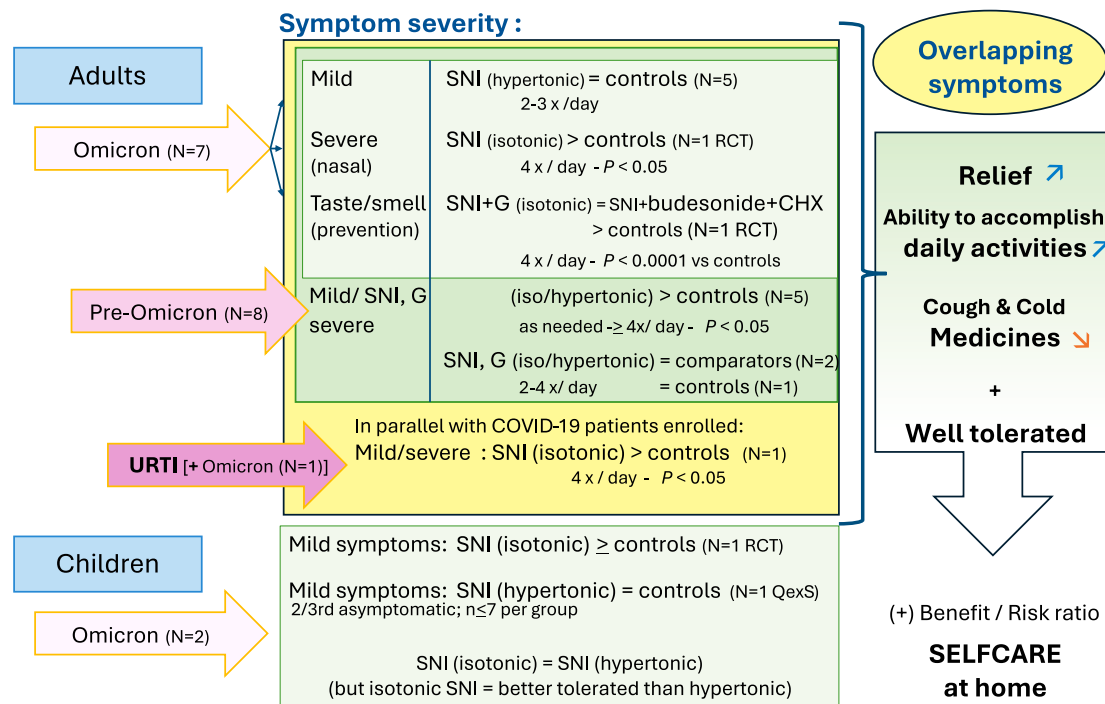 Symptom severity :
Adults
Omicron (N=7)
Mild
SNI (hypertonic) = controls (N=5)
2-3 x /day
Severe
(nasal)
SNI (isotonic) > controls (N=1 RCT)
4 x / day - P < 0.05
Taste/smell
(prevention)
SNI+G (isotonic) = SNI+budesonide+CHX
> controls (N=1 RCT)
4 x / day - P < 0.0001 vs controls
Pre-Omicron (N=8)
Mild/ SNI, G
severe
(iso/hypertonic) > controls (N=5)
as needed -≥ 4x/ day - P < 0.05
SNI, G (iso/hypertonic) = comparators (N=2)
2-4 x/ day = controls (N=1)
URTI [+ Omicron (N=1)]
In parallel with COVID-19 patients enrolled:
Mild/severe : SNI (isotonic) > controls (N=1)
4 x / day - P < 0.05
Children
Omicron (N=2)
Mild symptoms: SNI (isotonic) ≥ controls (N=1 RCT)
Mild symptoms: SNI (hypertonic) = controls (N=1 QexS)
2/3rd asymptomatic; n≤7 per group
SNI (isotonic) = SNI (hypertonic)
(but isotonic SNI = better tolerated than hypertonic)
Overlapping
symptoms
Relief ↗
Ability to accomplish
daily activities ↗
Cough & Cold
Medicines ↘
+
Well tolerated
(+) Benefit / Risk ratio
SELFCARE
at home